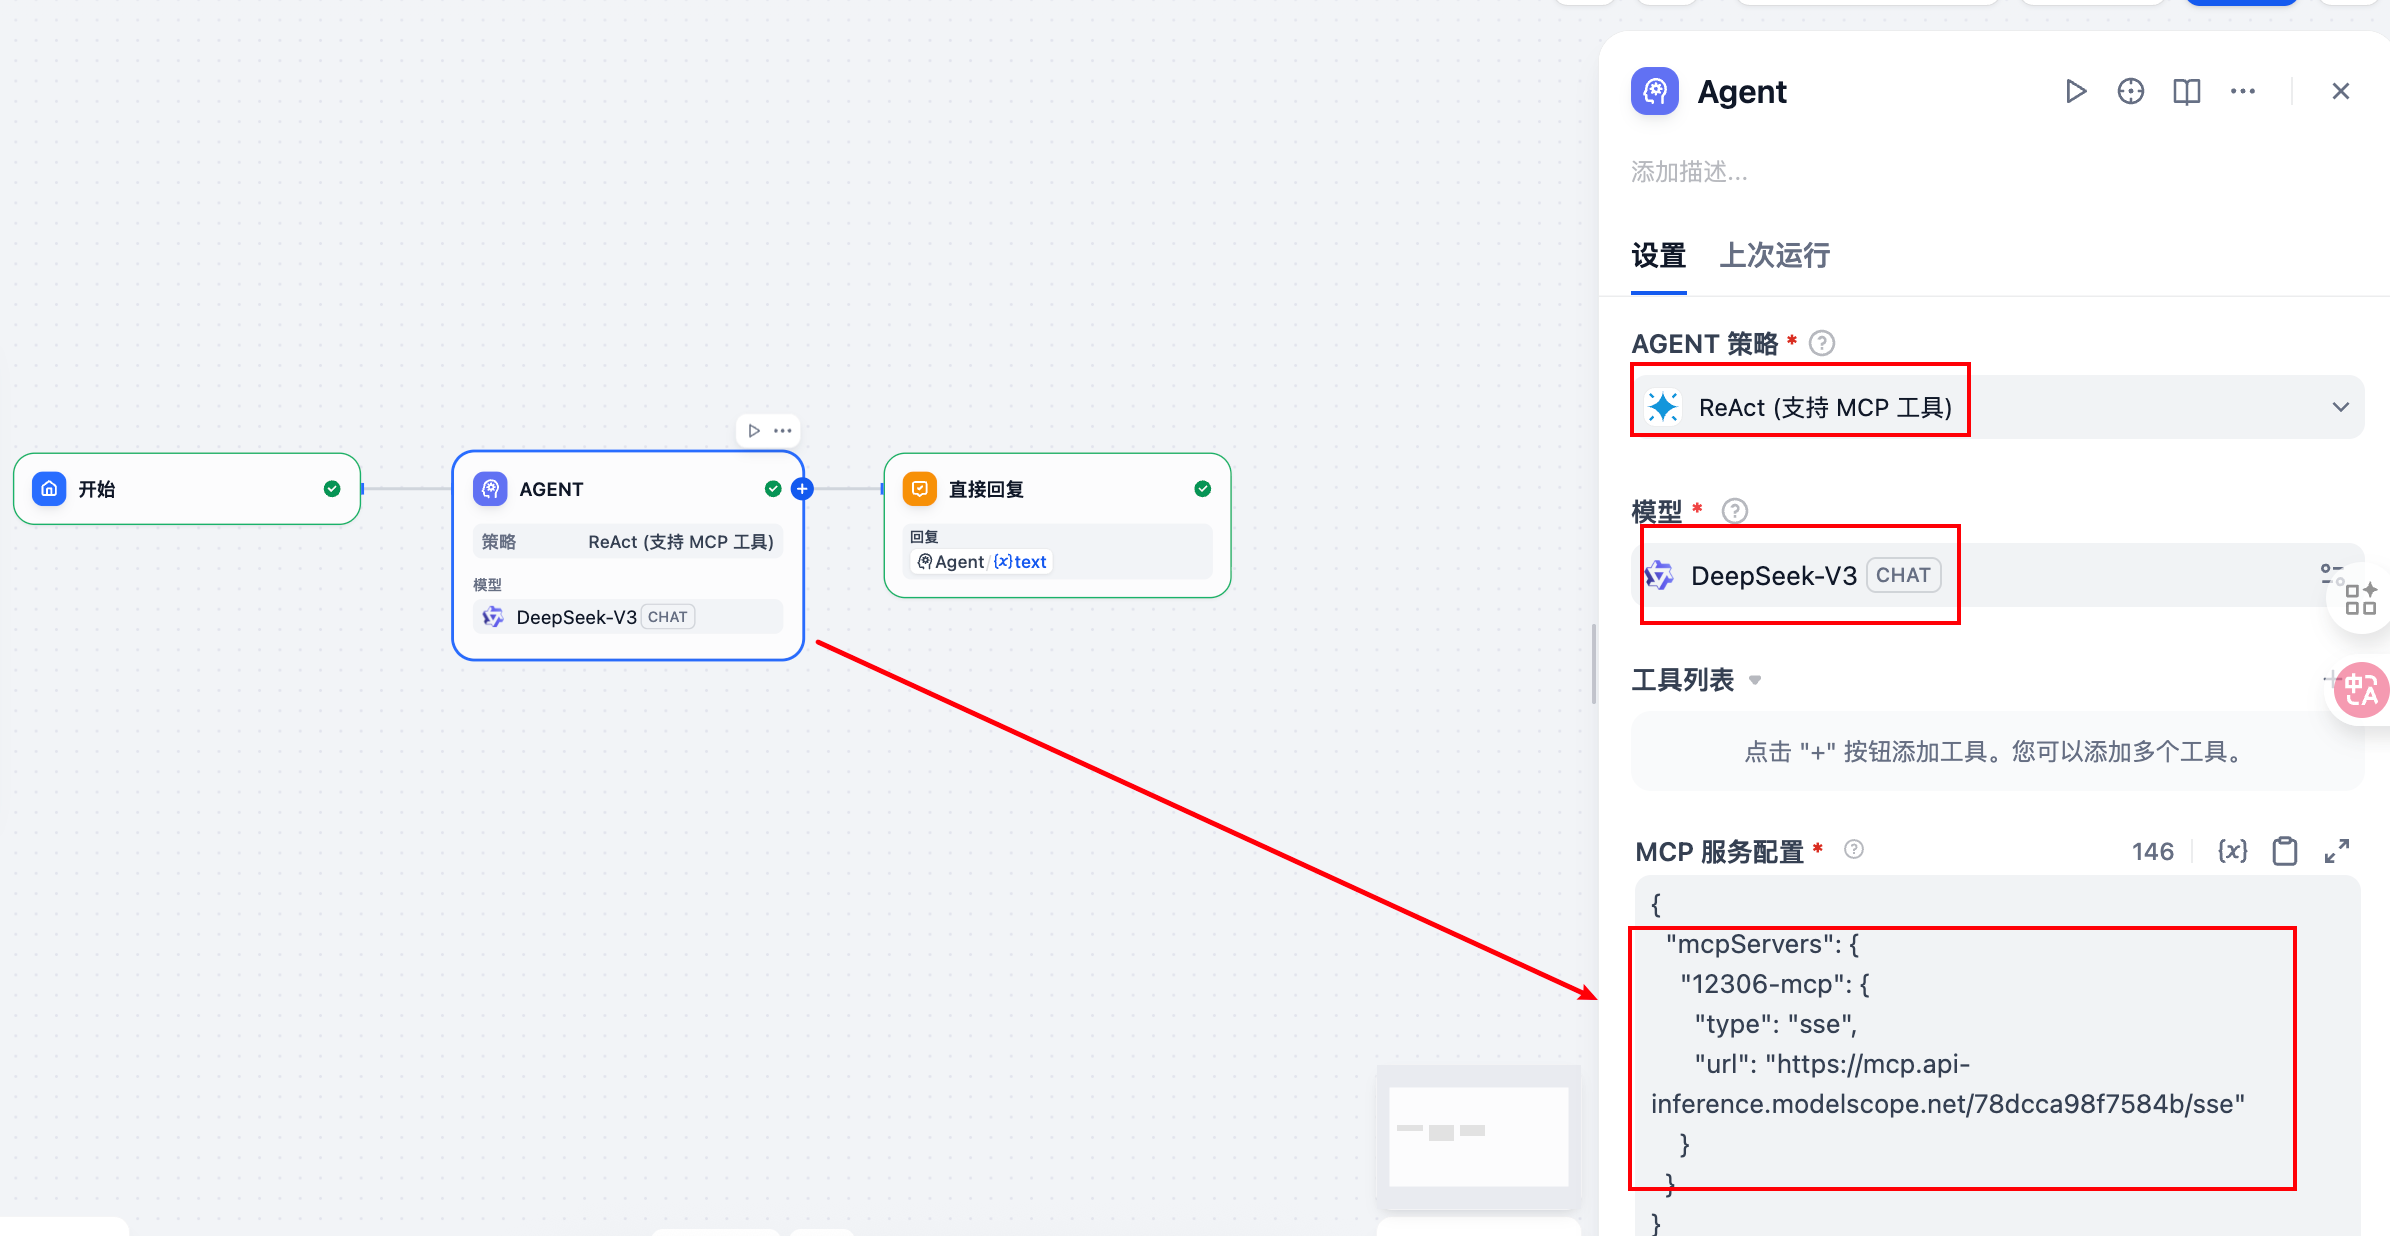 开始
AGENT
策略 ReAct (支持 MCP 工具)
模型
DeepSeek-V3 CHAT
直接回复
回复
Agent/{x}text
Agent
添加描述...
设置 上次运行
AGENT 策略 *
ReAct (支持 MCP 工具)
模型 *
DeepSeek-V3 CHAT
工具列表
点击 "+" 按钮添加工具。您可以添加多个工具。
中A
MCP 服务配置 * 146 {x}
{
"mcpServers": {
"12306-mcp": {
"type": "sse",
"url": "https://mcp.api-
inference.modelscope.net/78dcca98f7584b/sse"
}
}
}